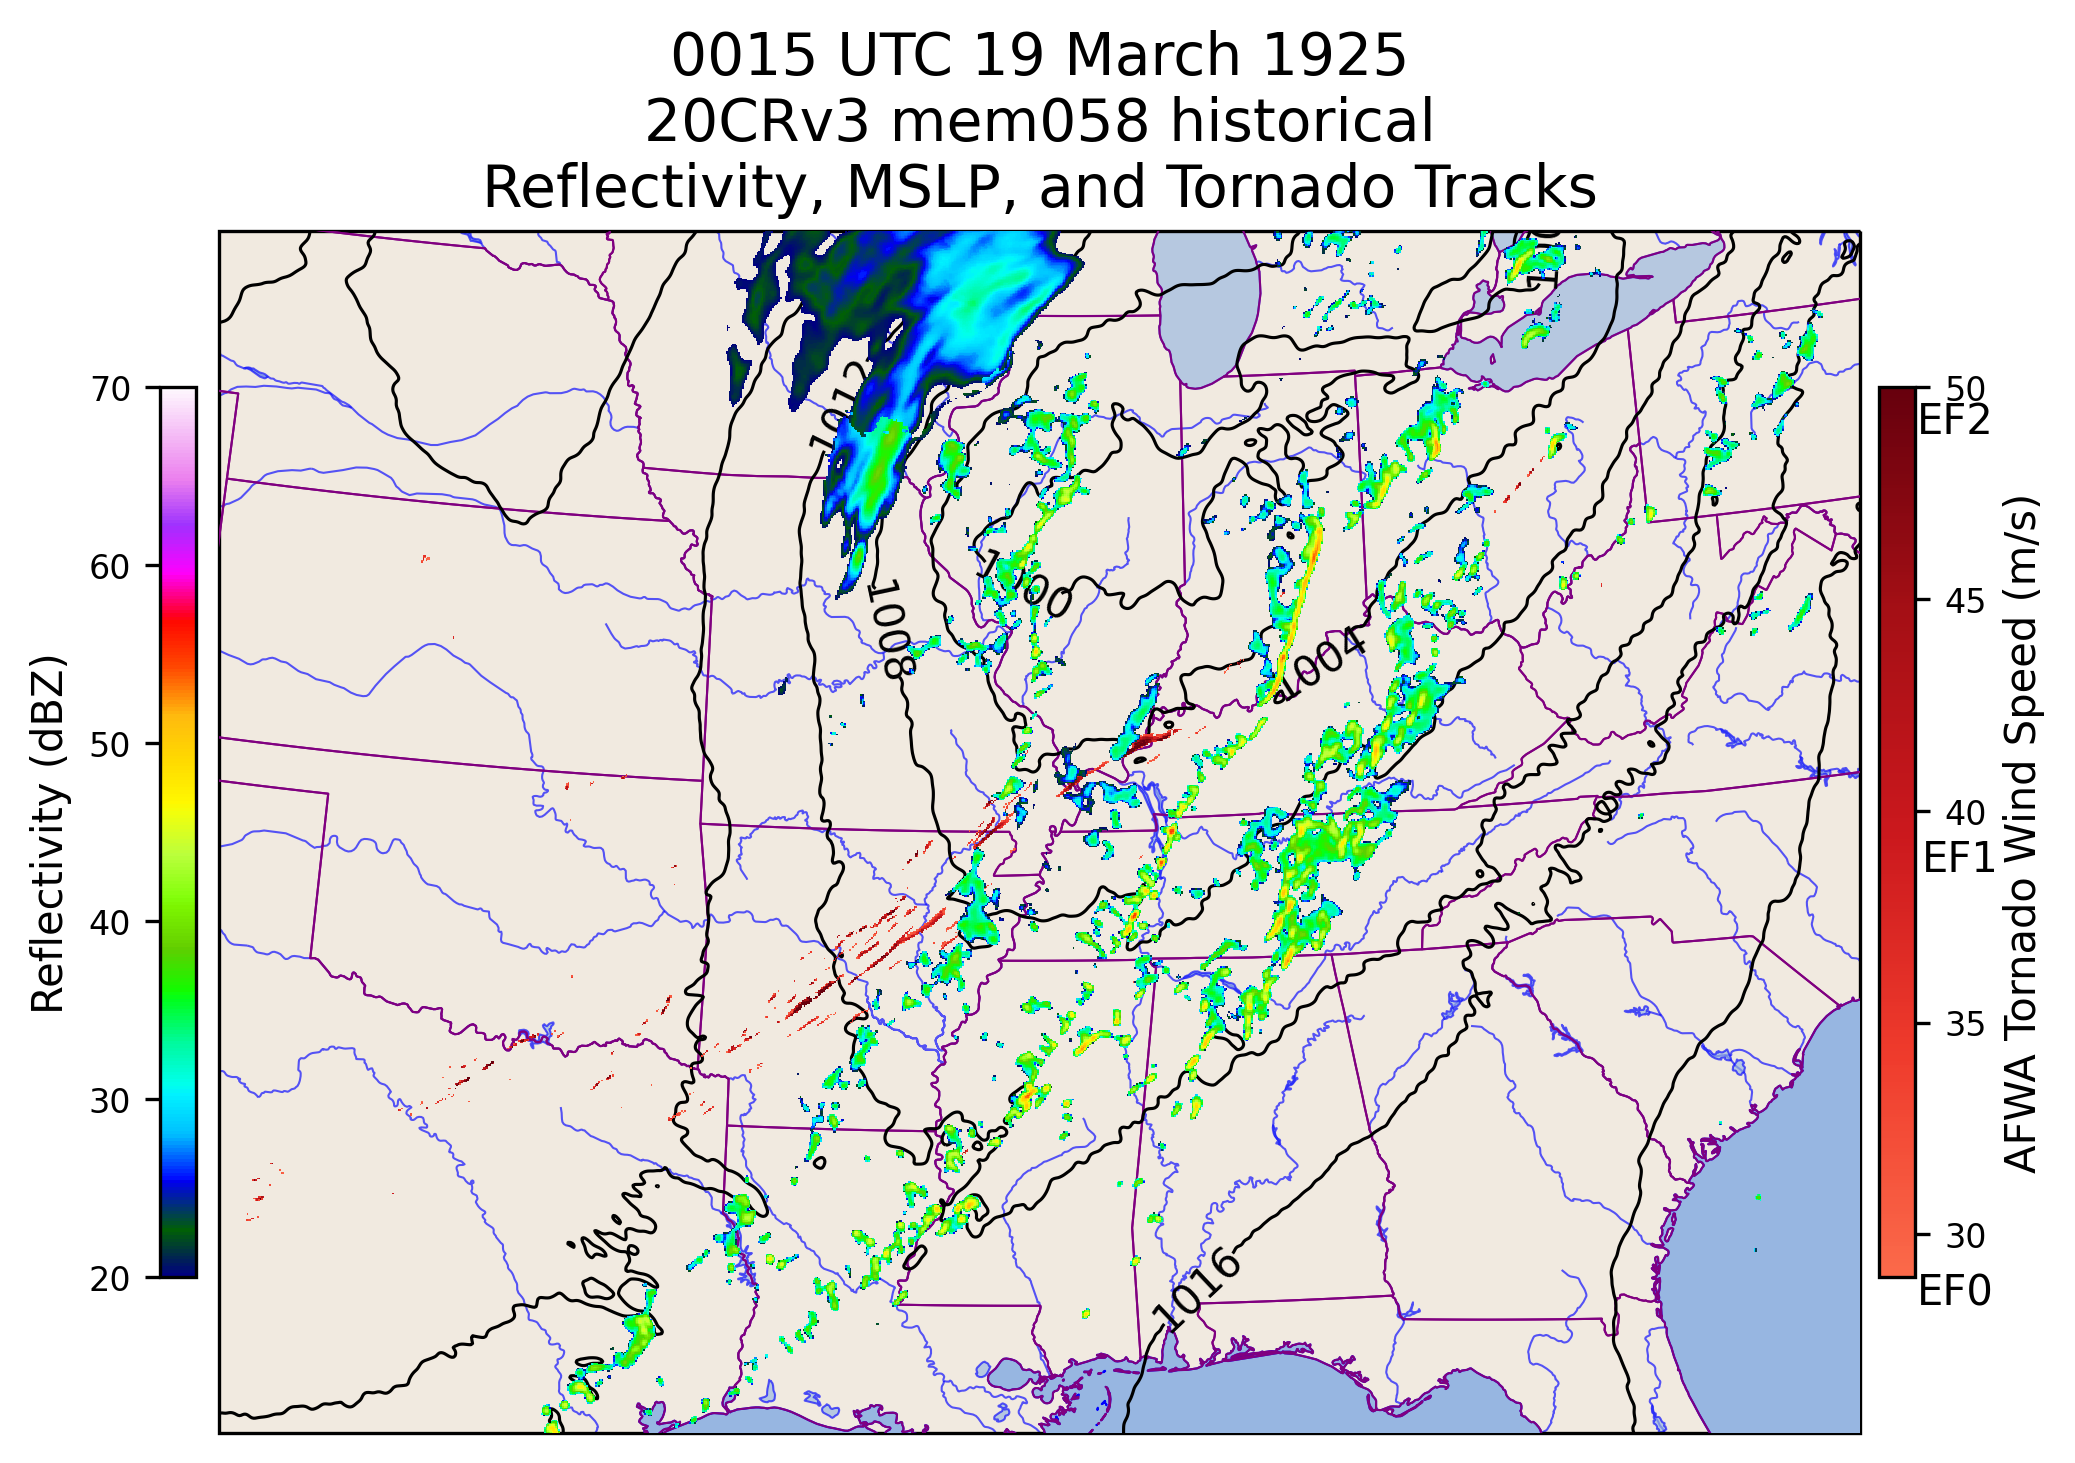 0015 UTC 19 March 1925
20CRv3 mem058 historical
Reflectivity, MSLP, and Tornado Tracks
70
60
50
40
30
20
Reflectivity (dBZ)
1012
1008
1000
1004
1016
50
EF2
45
40
EF1
35
30
EF0
AFWA Tornado Wind Speed (m/s)